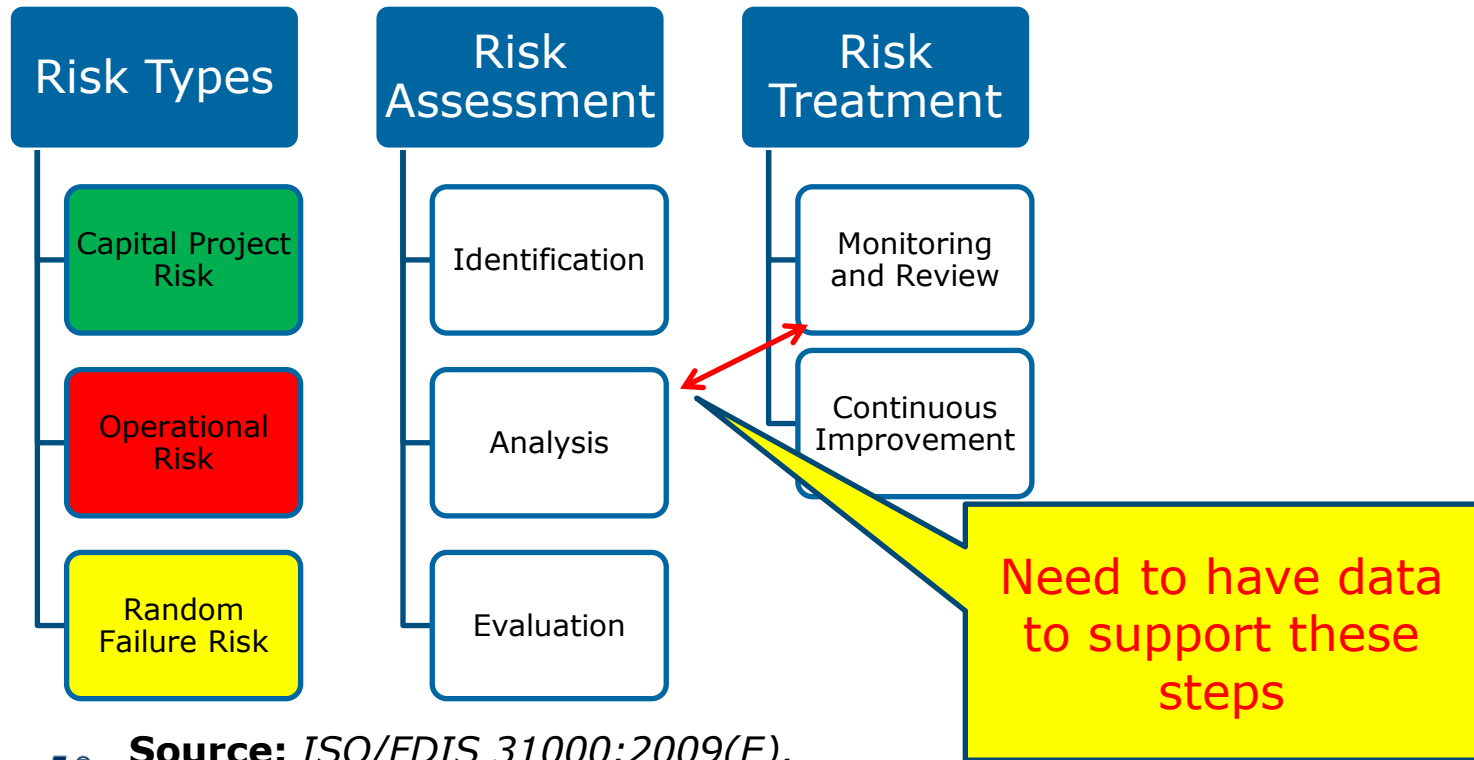 Risk Types
Risk
Assessment
Risk
Treatment
Capital Project
Risk
Operational
Risk
Random
Failure Risk
Identification
Analysis
Evaluation
Monitoring
and Review
Continuous
Improvement
Need to have data
to support these
steps
Source: ISO/FDIS 31000:2009(E),